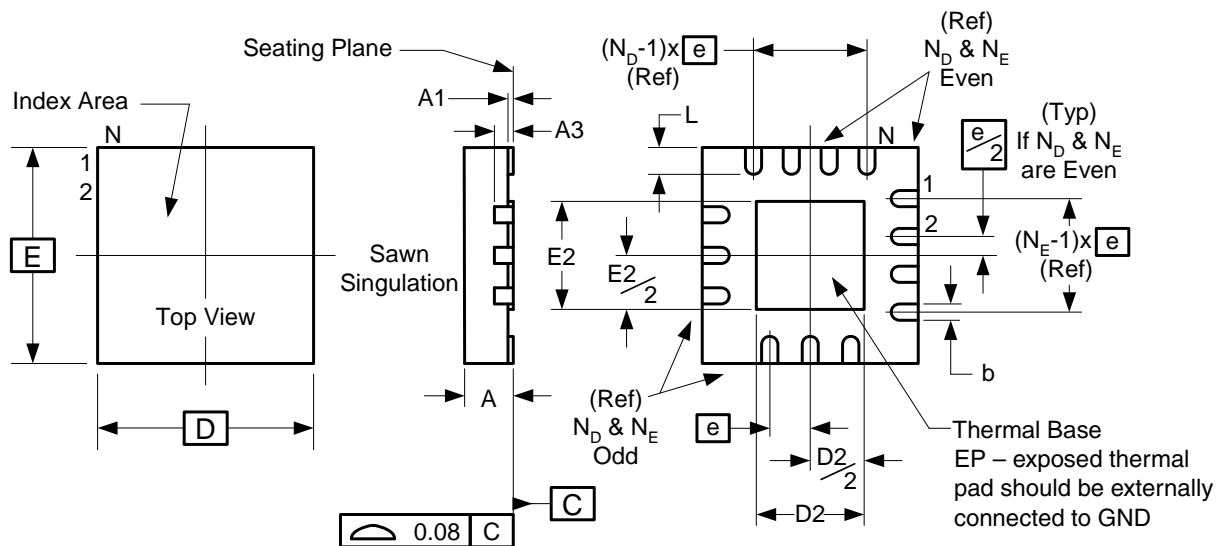 Seating Plane
Index Area
N
1
2
E
Top View
D
A1
A3
Sawn
Singulation
A
C
0.08 C
(N_D-1)x e
(Ref)
(Ref)
N_D & N_E
Even
L
N
e/2
(Typ)
If N_D & N_E
are Even
1
2
(N_E-1)x e
(Ref)
E2
E2/2
b
(Ref)
N_D & N_E
Odd
e
D2/2
D2
Thermal Base
EP – exposed thermal
pad should be externally
connected to GND